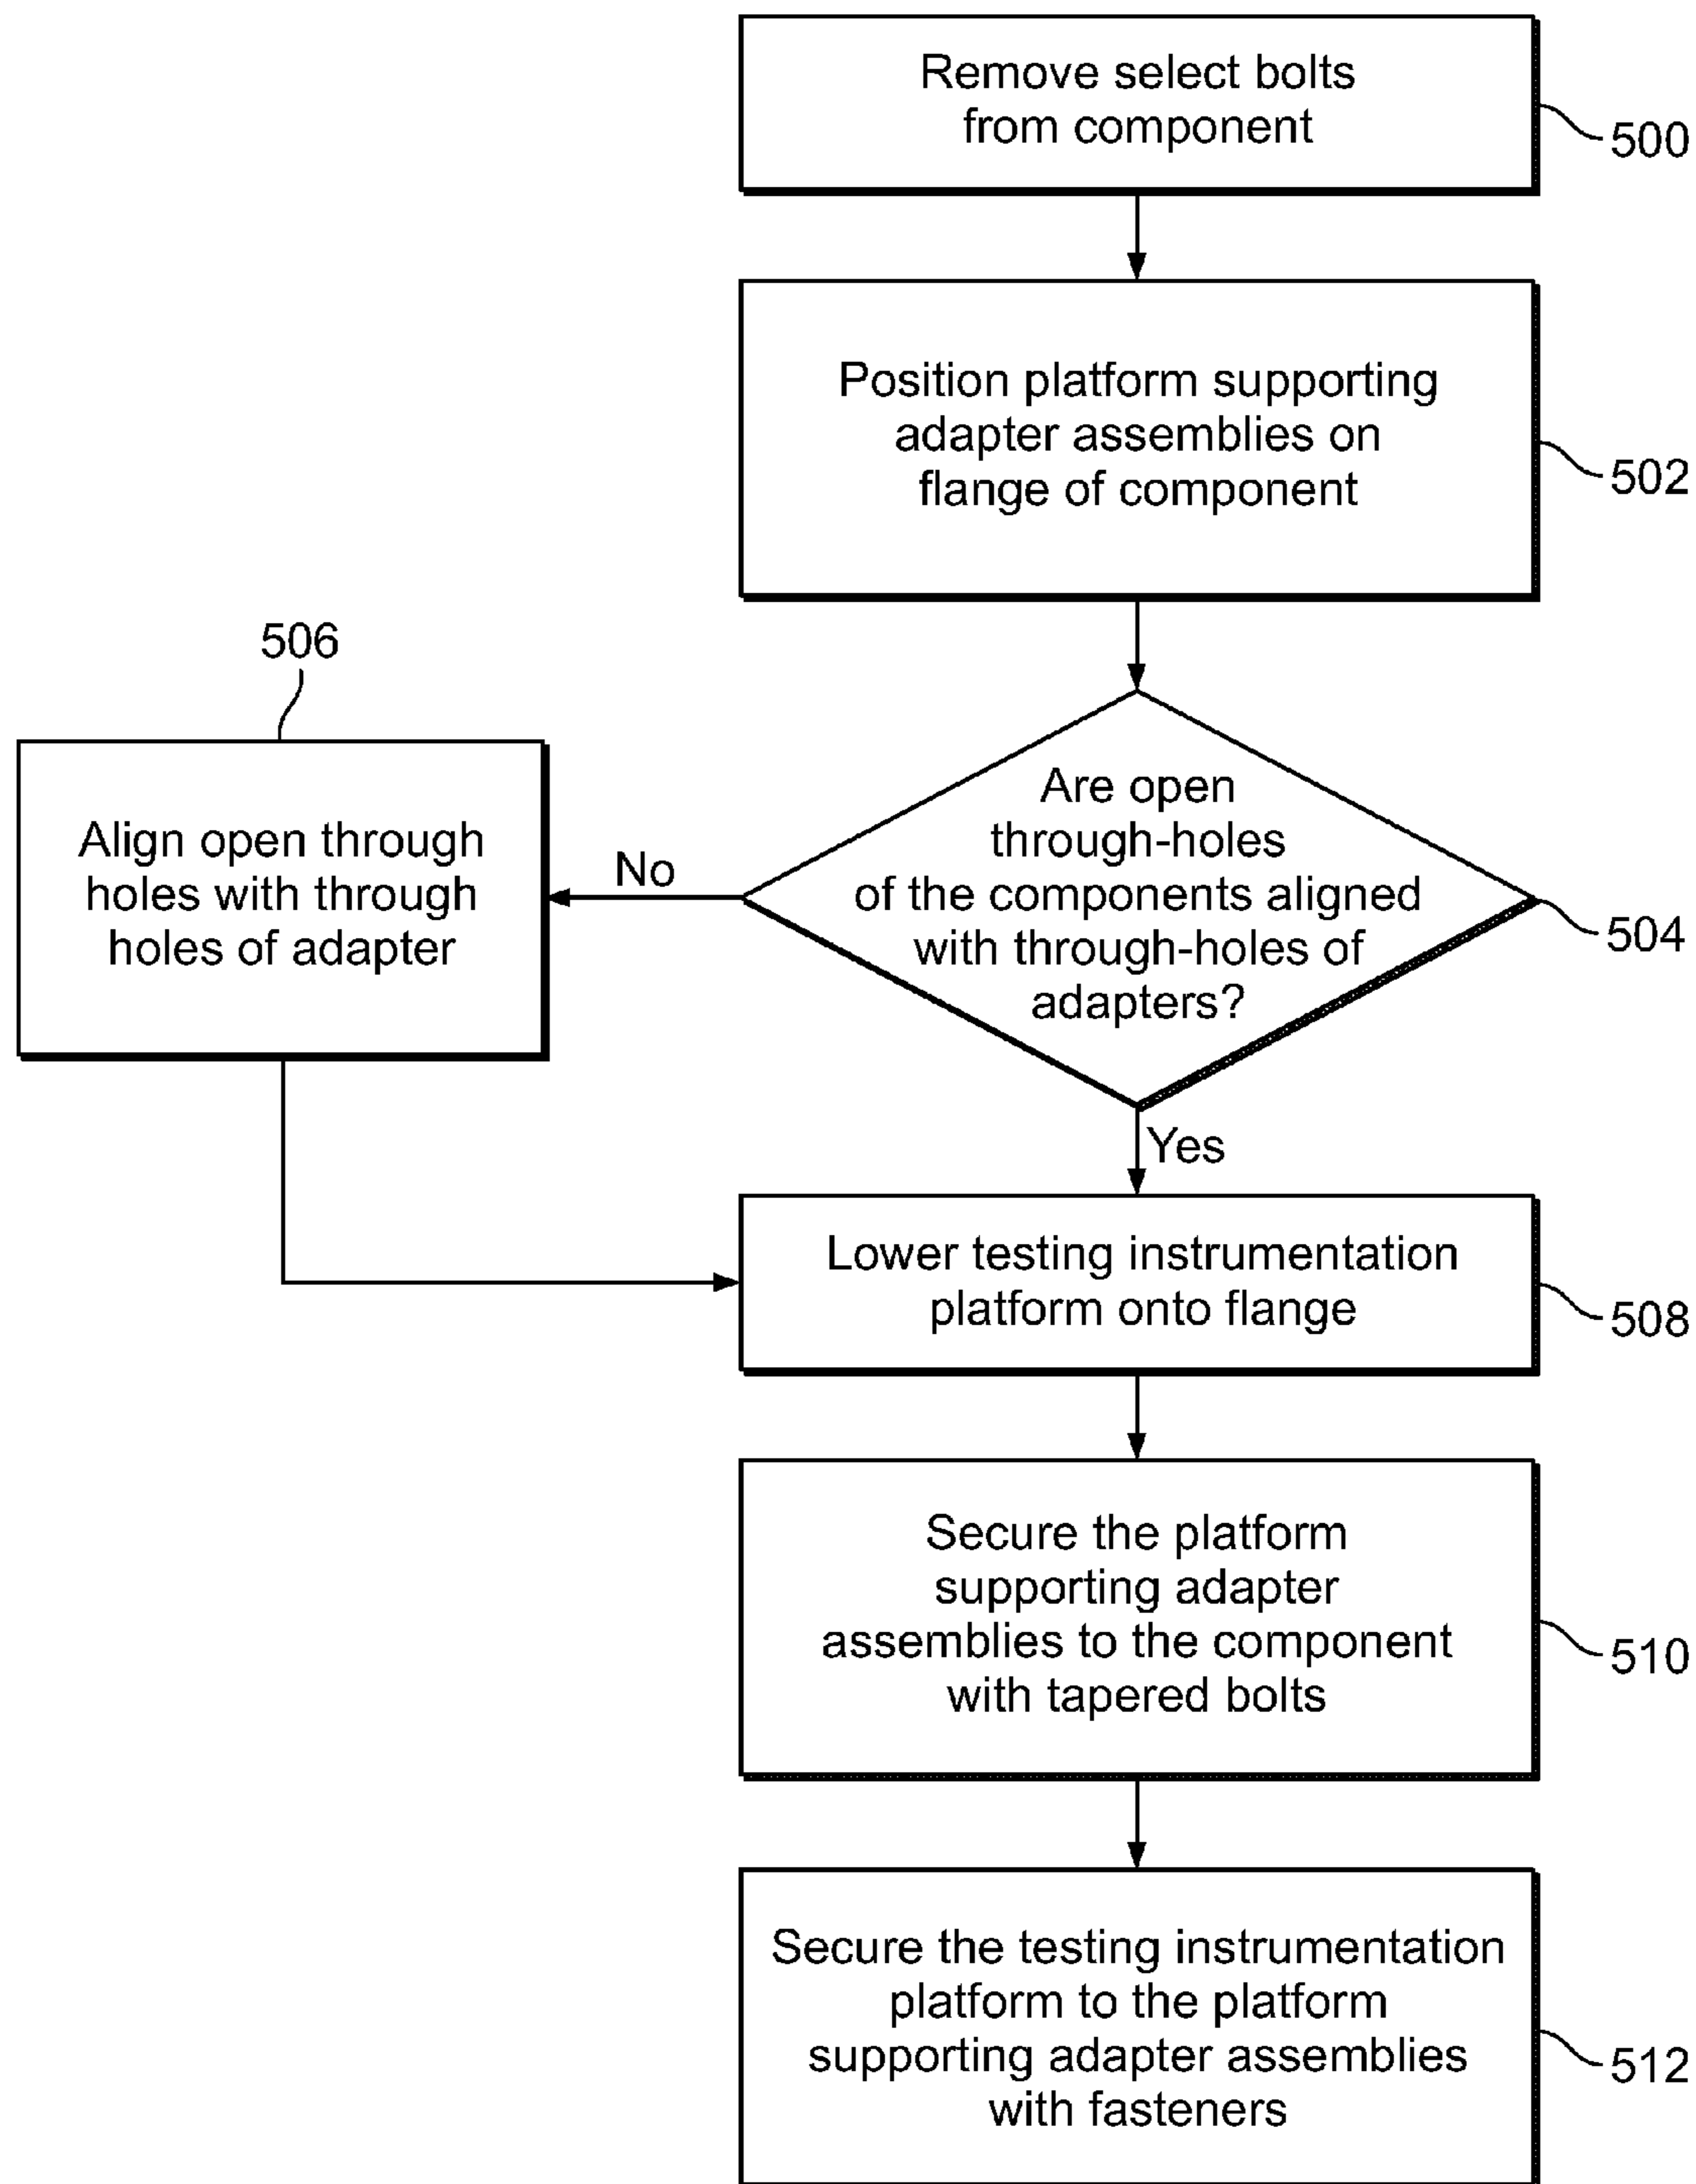 Remove select bolts
from component
500
Position platform supporting
adapter assemblies on
flange of component
502
506
Align open through
holes with through
holes of adapter
No
Are open
through-holes
of the components aligned
with through-holes of
adapters?
504
Yes
Lower testing instrumentation
platform onto flange
508
Secure the platform
supporting adapter
assemblies to the component
with tapered bolts
510
Secure the testing instrumentation
platform to the platform
supporting adapter assemblies
with fasteners
512